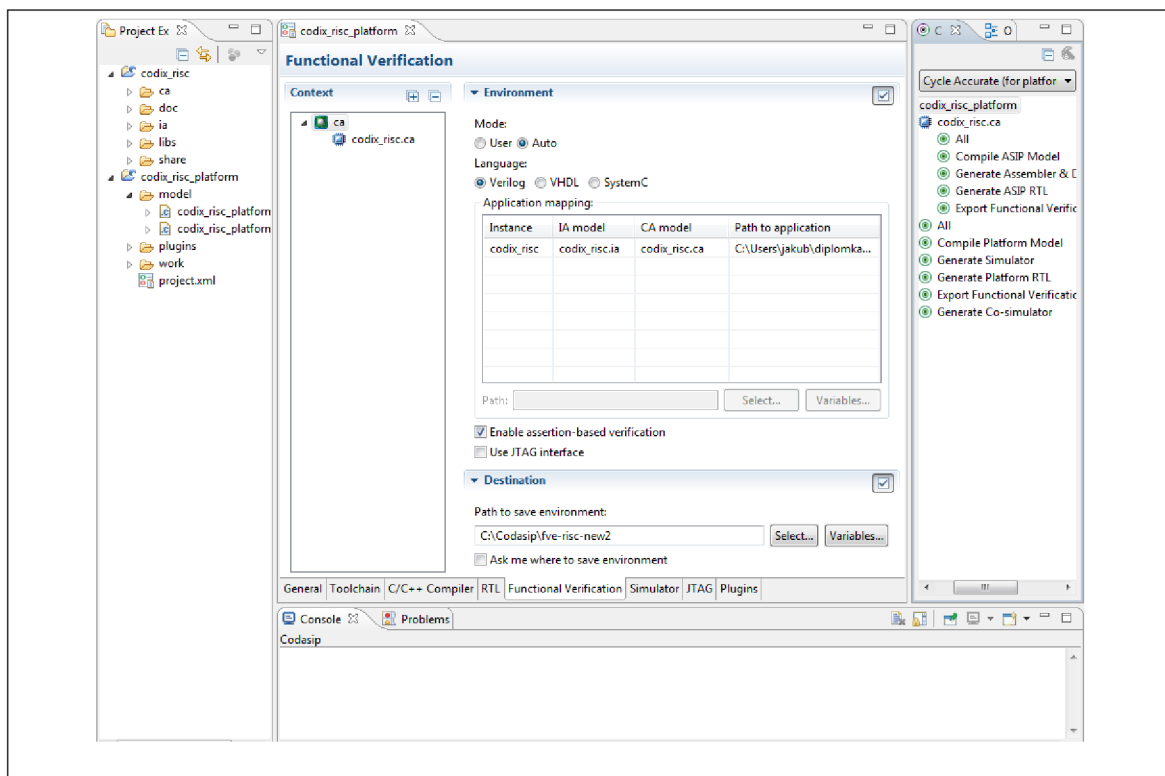 Project Ex
codix_risc
ca
doc
ia
libs
share
codix_risc_platform
model
codix_risc_platform
codix_risc_platform
plugins
work
project.xml
codix_risc_platform
Functional Verification
Context
ca
codix_risc.ca
Environment
Mode:
User Auto
Language:
Verilog VHDL SystemC
Application mapping:
Instance IA model CA model Path to application
codix_risc codix_risc.ia codix_risc.ca C:\Users\jakub\diplomka...
Path: Select... Variables...
Enable assertion-based verification
Use JTAG interface
Destination
Path to save environment:
C:\Codasip\fve-risc-new2 Select... Variables...
Ask me where to save environment
General Toolchain C/C++ Compiler RTL Functional Verification Simulator JTAG Plugins
C O
Cycle Accurate (for platfor
codix_risc_platform
codix_risc.ca
All
Compile ASIP Model
Generate Assembler & D
Generate ASIP RTL
Export Functional Verific
All
Compile Platform Model
Generate Simulator
Generate Platform RTL
Export Functional Verificatic
Generate Co-simulator
Console Problems
Codasip